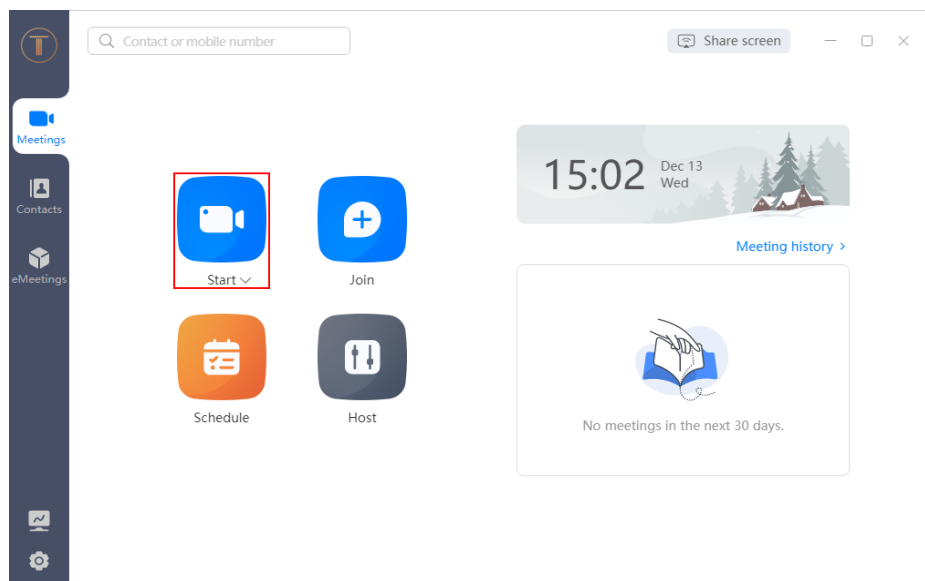 Contact or mobile number
Share screen
Meetings
Contacts
eMeetings
Start
Join
Schedule
Host
15:02
Dec 13
Wed
Meeting history
No meetings in the next 30 days.